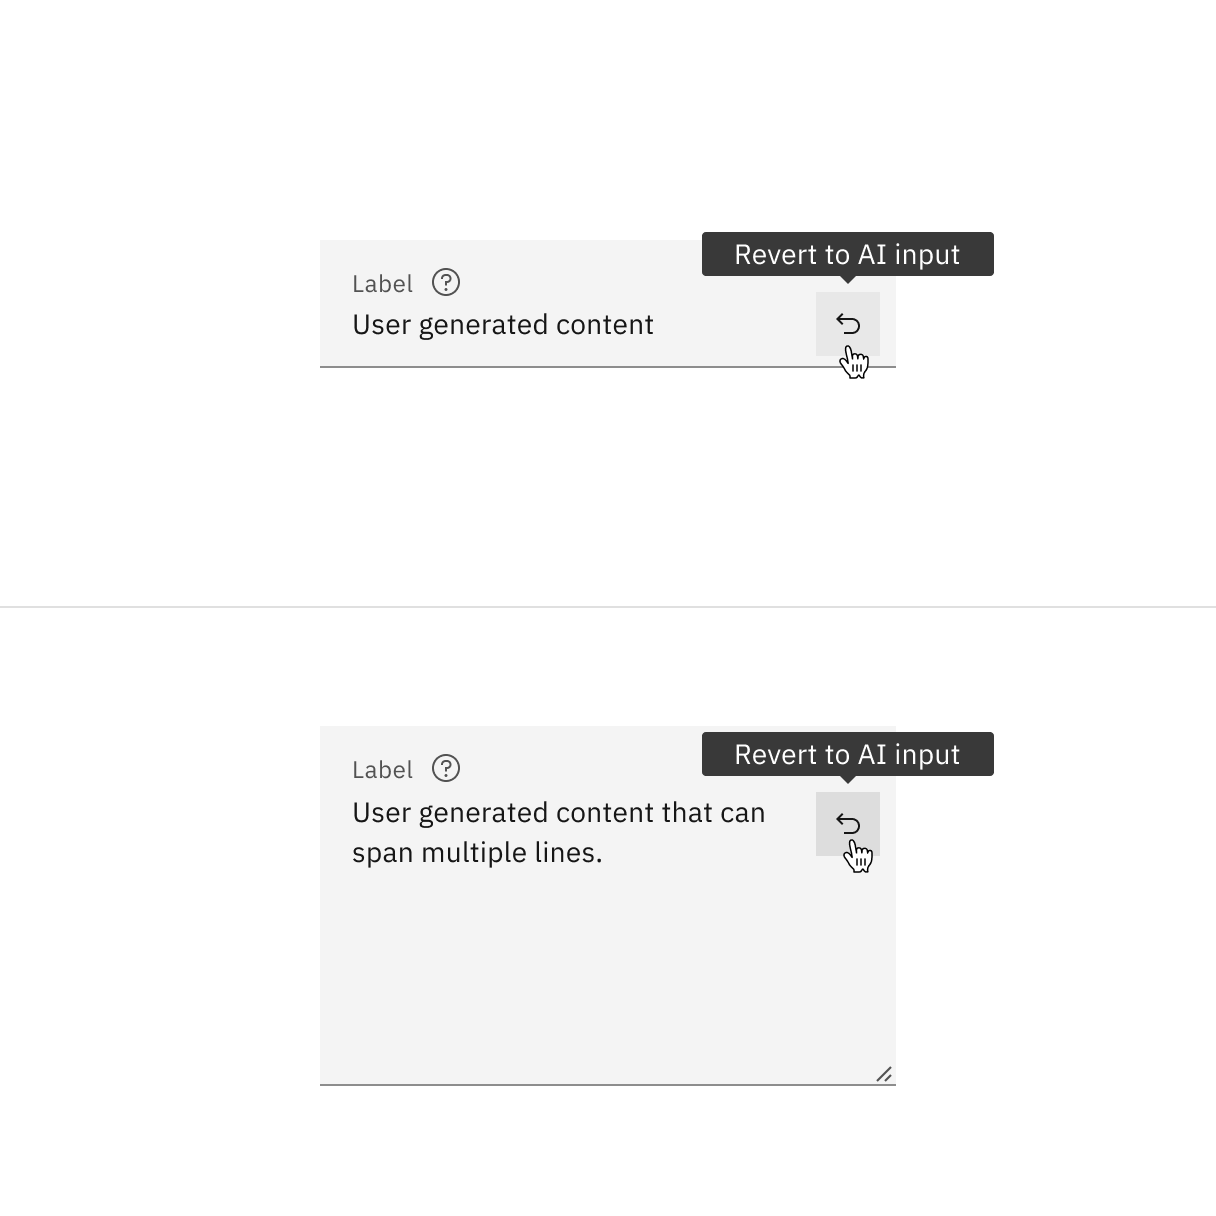 Revert to AI input
Label
User generated content
Revert to AI input
Label
User generated content that can
span multiple lines.